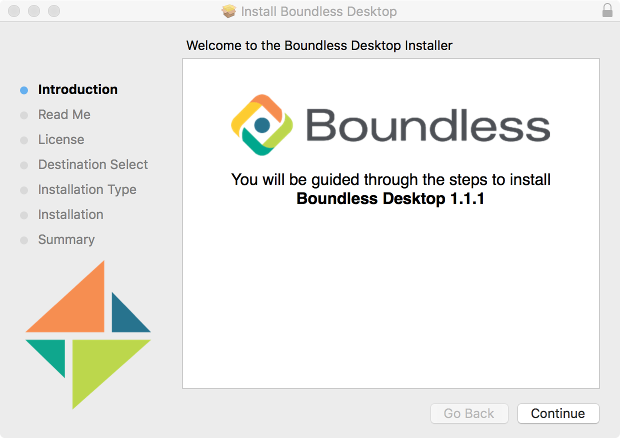 Install Boundless Desktop
Welcome to the Boundless Desktop Installer
Introduction
Read Me
License
Destination Select
Installation Type
Installation
Summary
Boundless
You will be guided through the steps to install
Boundless Desktop 1.1.1
Go Back
Continue